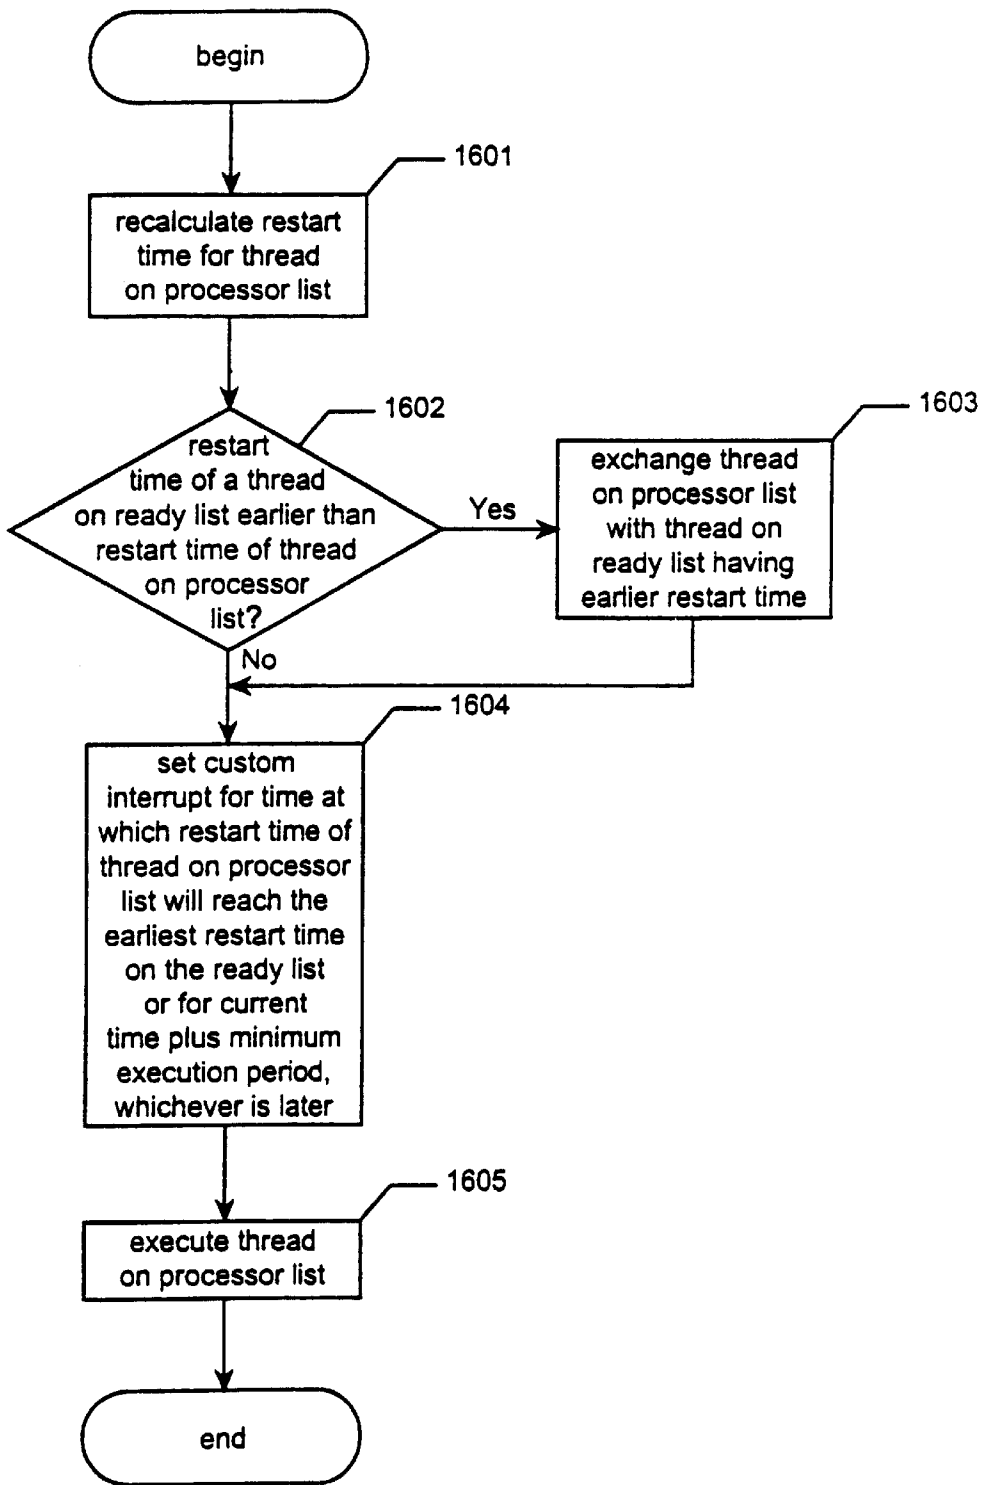 begin
1601
recalculate restart
time for thread
on processor list
1602
restart
time of a thread
on ready list earlier than
restart time of thread
on processor
list?
Yes
1603
exchange thread
on processor list
with thread on
ready list having
earlier restart time
No
1604
set custom
interrupt for time at
which restart time of
thread on processor
list will reach the
earliest restart time
on the ready list
or for current
time plus minimum
execution period,
whichever is later
1605
execute thread
on processor list
end